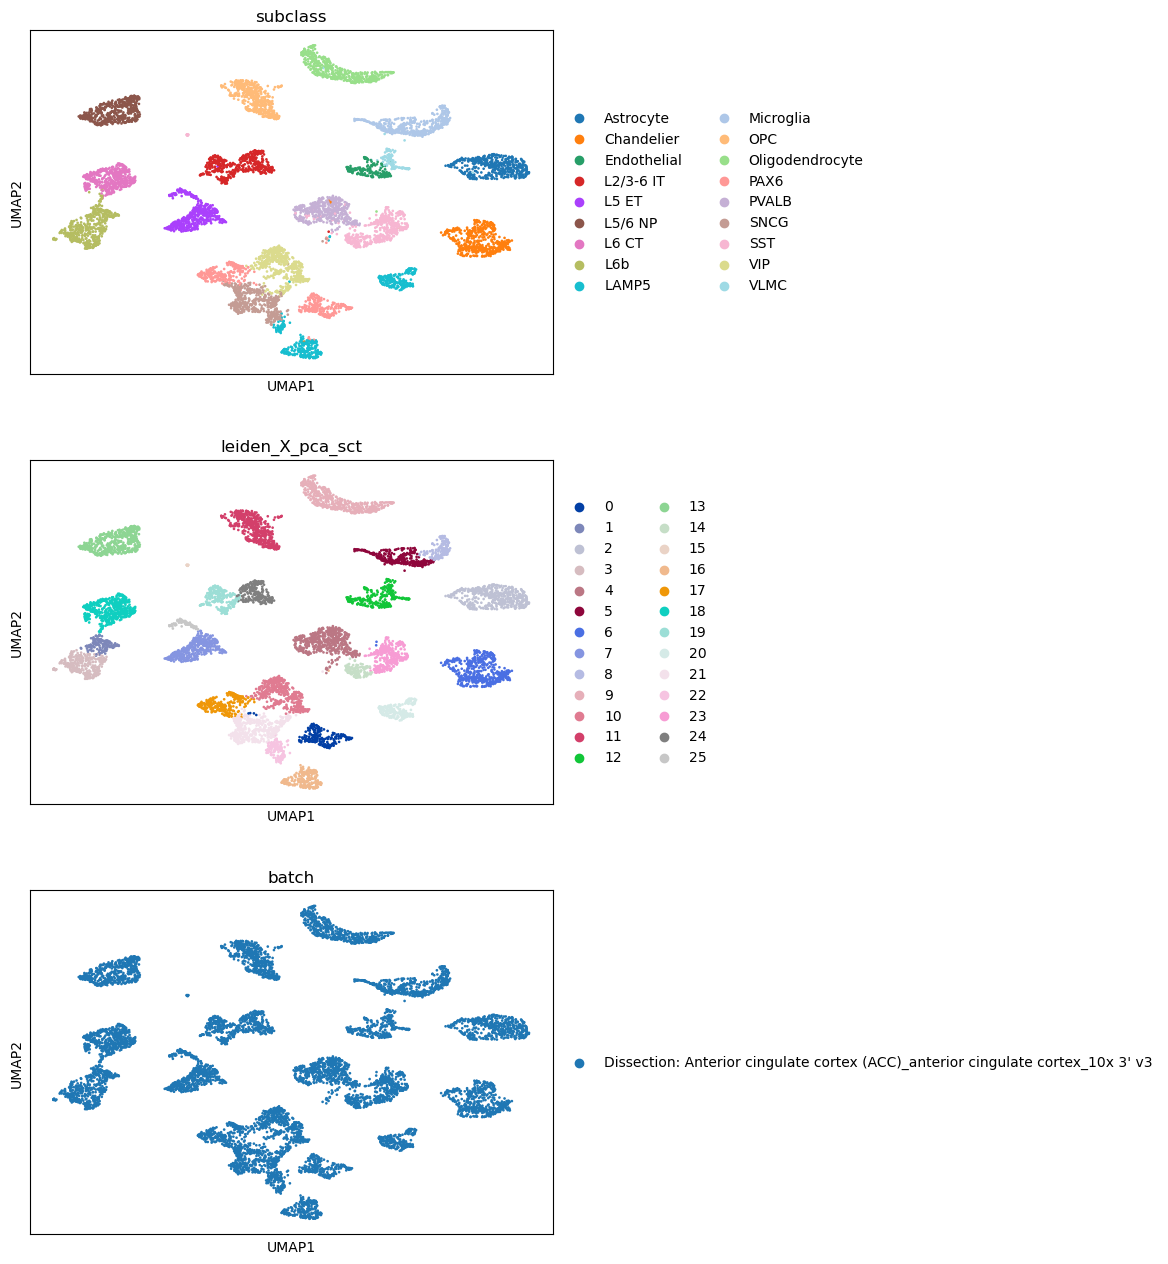 subclass
UMAP2
UMAP1
Astrocyte
Chandelier
Endothelial
L2/3-6 IT
L5 ET
L5/6 NP
L6 CT
L6b
LAMP5
Microglia
OPC
Oligodendrocyte
PAX6
PVALB
SNCG
SST
VIP
VLMC
leiden_X_pca_sct
UMAP2
UMAP1
0
1
2
3
4
5
6
7
8
9
10
11
12
13
14
15
16
17
18
19
20
21
22
23
24
25
batch
UMAP2
UMAP1
Dissection: Anterior cingulate cortex (ACC)_anterior cingulate cortex_10x 3' v3